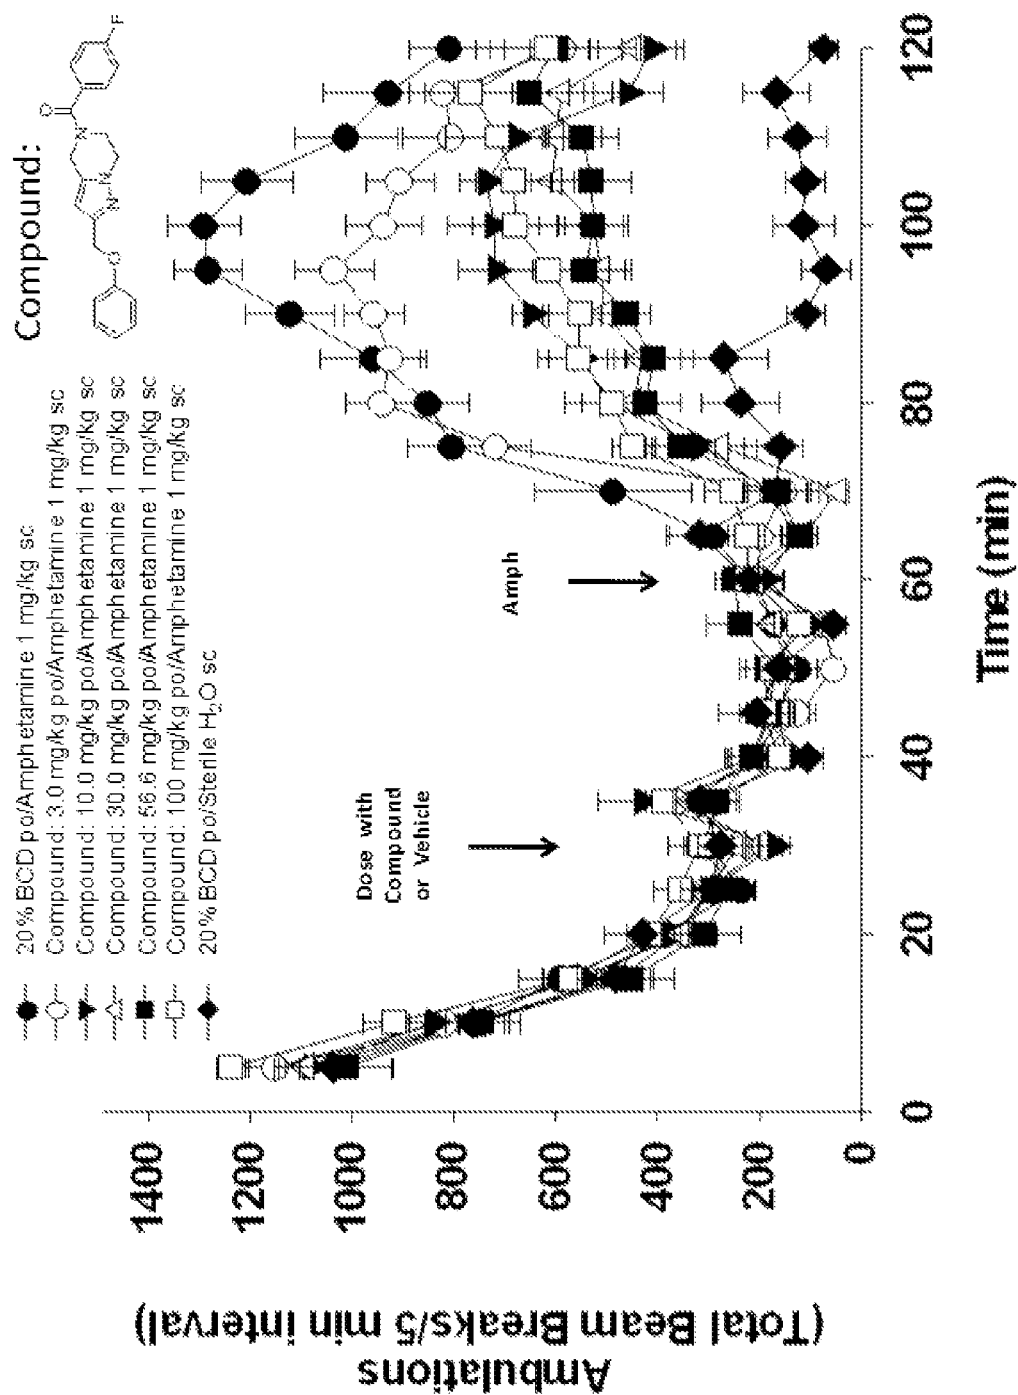 Compound:
F
O
N
N
N
O
20% BCD po/Amphetamine 1 mg/kg sc
Compound: 3.0 mg/kg po/Amphetamine 1 mg/kg sc
Compound: 10.0 mg/kg po/Amphetamine 1 mg/kg sc
Compound: 30.0 mg/kg po/Amphetamine 1 mg/kg sc
Compound: 56.6 mg/kg po/Amphetamine 1 mg/kg sc
Compound: 100 mg/kg po/Amphetamine 1 mg/kg sc
20% BCD po/Sterile H₂O sc
Dose with
Compound
or Vehicle
Amph
1400
1200
1000
800
600
400
200
0
0 20 40 60 80 100 120
Time (min)
Ambulations
(Total Beam Breaks/5 min interval)